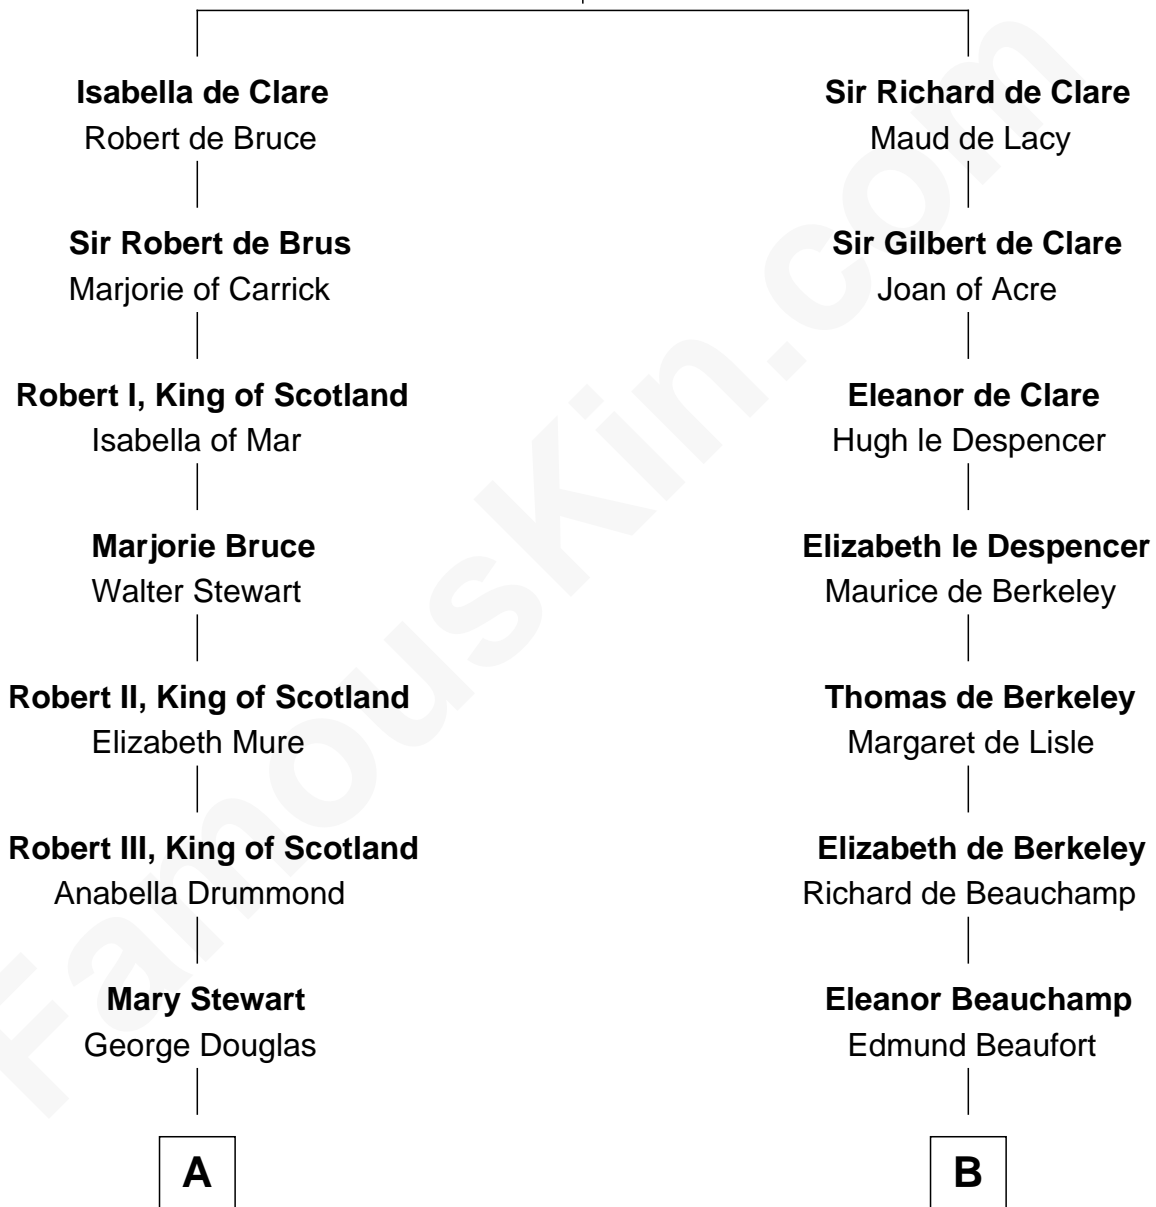 Isabella de Clare
Robert de Bruce
Sir Robert de Brus
Marjorie of Carrick
Robert I, King of Scotland
Isabella of Mar
Marjorie Bruce
Walter Stewart
Robert II, King of Scotland
Elizabeth Mure
Robert III, King of Scotland
Anabella Drummond
Mary Stewart
George Douglas
A
Sir Richard de Clare
Maud de Lacy
Sir Gilbert de Clare
Joan of Acre
Eleanor de Clare
Hugh le Despencer
Elizabeth le Despencer
Maurice de Berkeley
Thomas de Berkeley
Margaret de Lisle
Elizabeth de Berkeley
Richard de Beauchamp
Eleanor Beauchamp
Edmund Beaufort
B
FamousKin.com